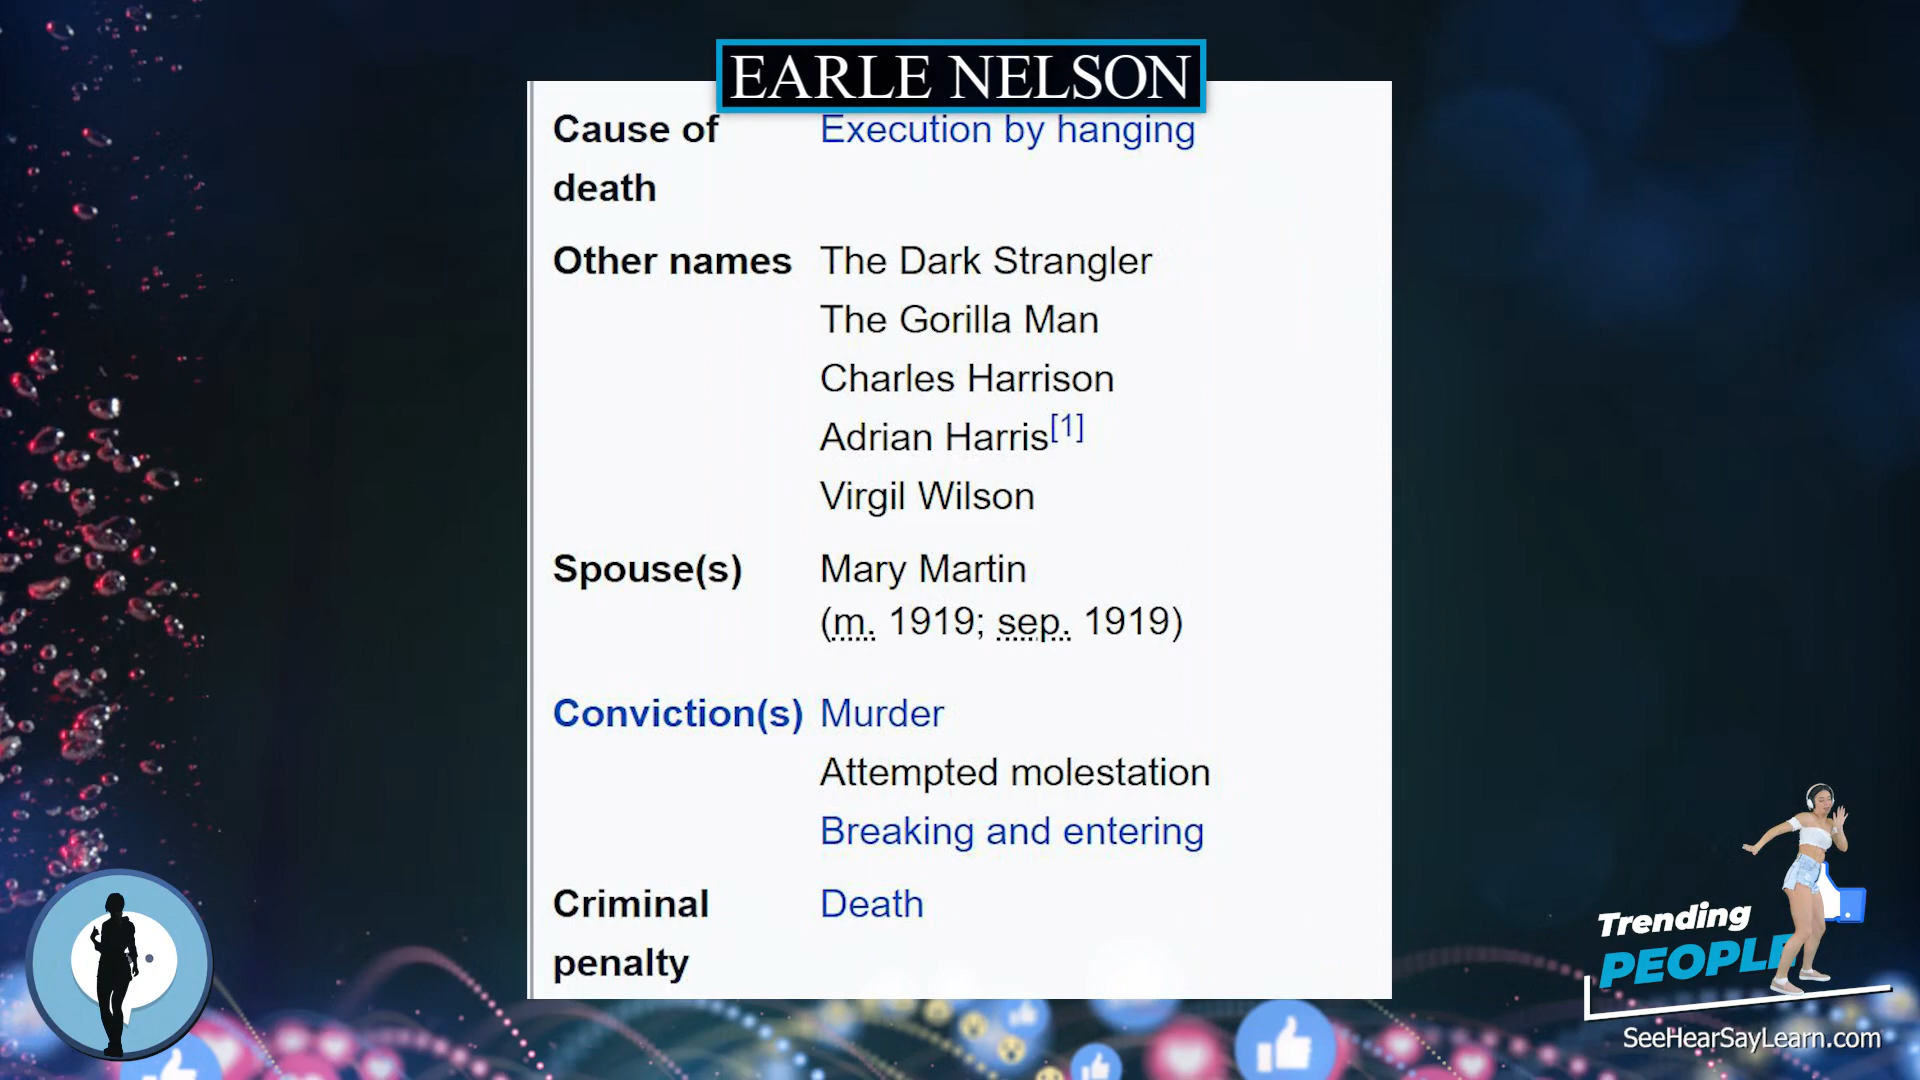 EARLE NELSON
Cause of death
Execution by hanging
Other names
The Dark Strangler
The Gorilla Man
Charles Harrison
Adrian Harris[1]
Virgil Wilson
Spouse(s)
Mary Martin
(m. 1919; sep. 1919)
Conviction(s)
Murder
Attempted molestation
Breaking and entering
Criminal penalty
Death
Trending
PEOPLE
SeeHearSayLearn.com